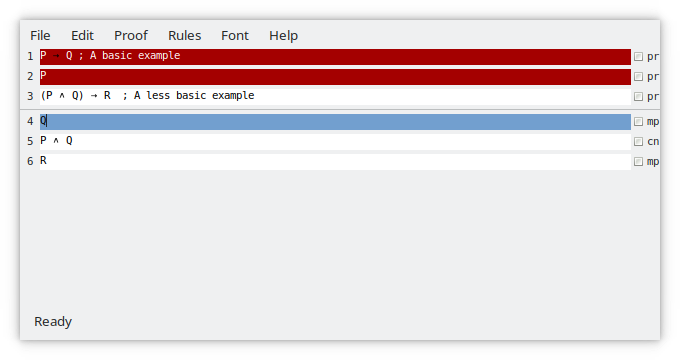 File Edit Proof Rules Font Help
1 P → Q ; A basic example pr
2 P pr
3 (P ∧ Q) → R ; A less basic example pr
4 Q mp
5 P ∧ Q cn
6 R mp
Ready